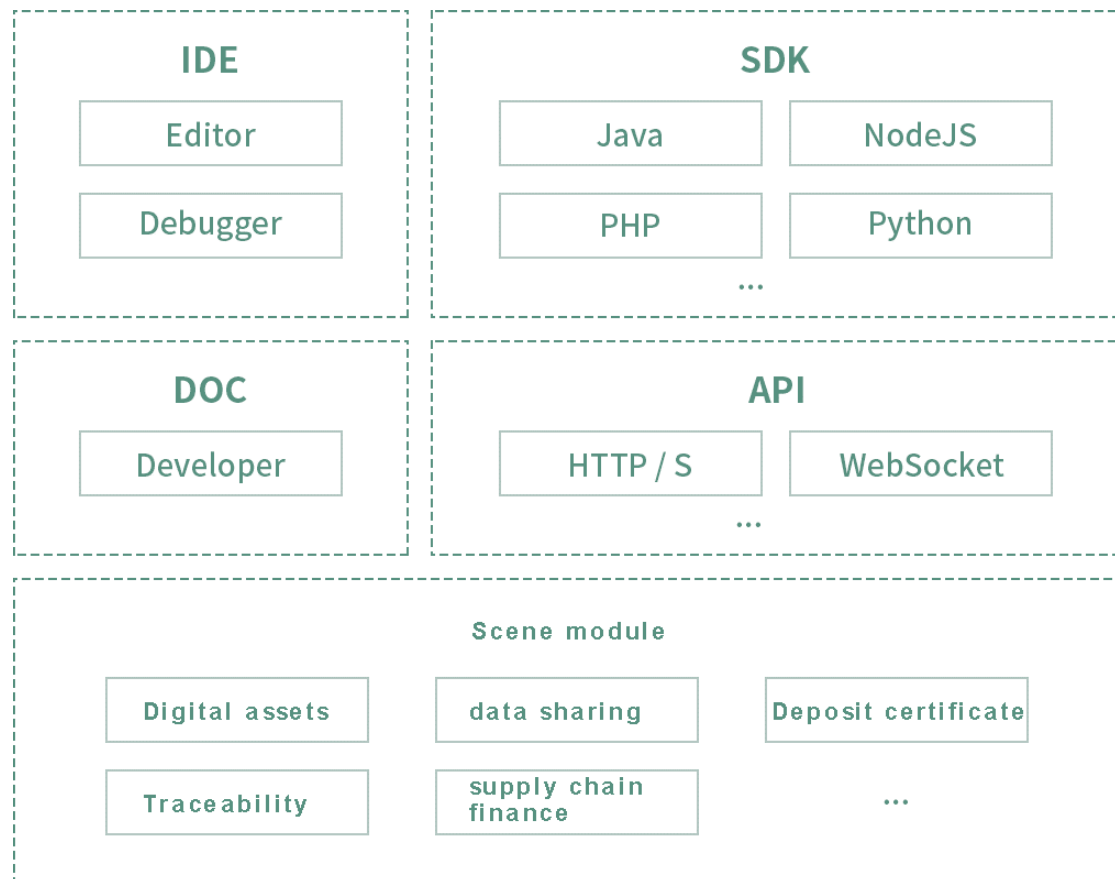 IDE
Editor
Debugger
SDK
Java
NodeJS
PHP
Python
...
DOC
Developer
API
HTTP / S
WebSocket
...
Scene module
Digital assets
data sharing
Deposit certificate
Traceability
supply chain
finance
...